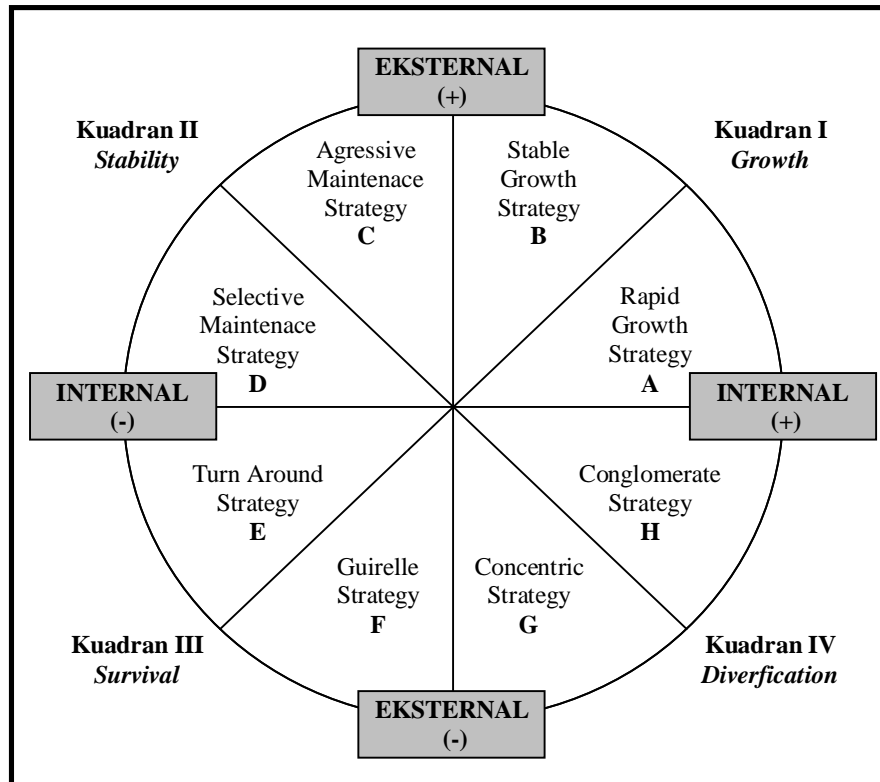 EKSTERNAL
(+)
Kuadran II
Stability
Kuadran I
Growth
Agressive
Maintenace
Strategy
C
Stable
Growth
Strategy
B
Selective
Maintenace
Strategy
D
Rapid
Growth
Strategy
A
INTERNAL
(-)
INTERNAL
(+)
Turn Around
Strategy
E
Conglomerate
Strategy
H
Guirelle
Strategy
F
Concentric
Strategy
G
Kuadran III
Survival
Kuadran IV
Diverfication
EKSTERNAL
(-)